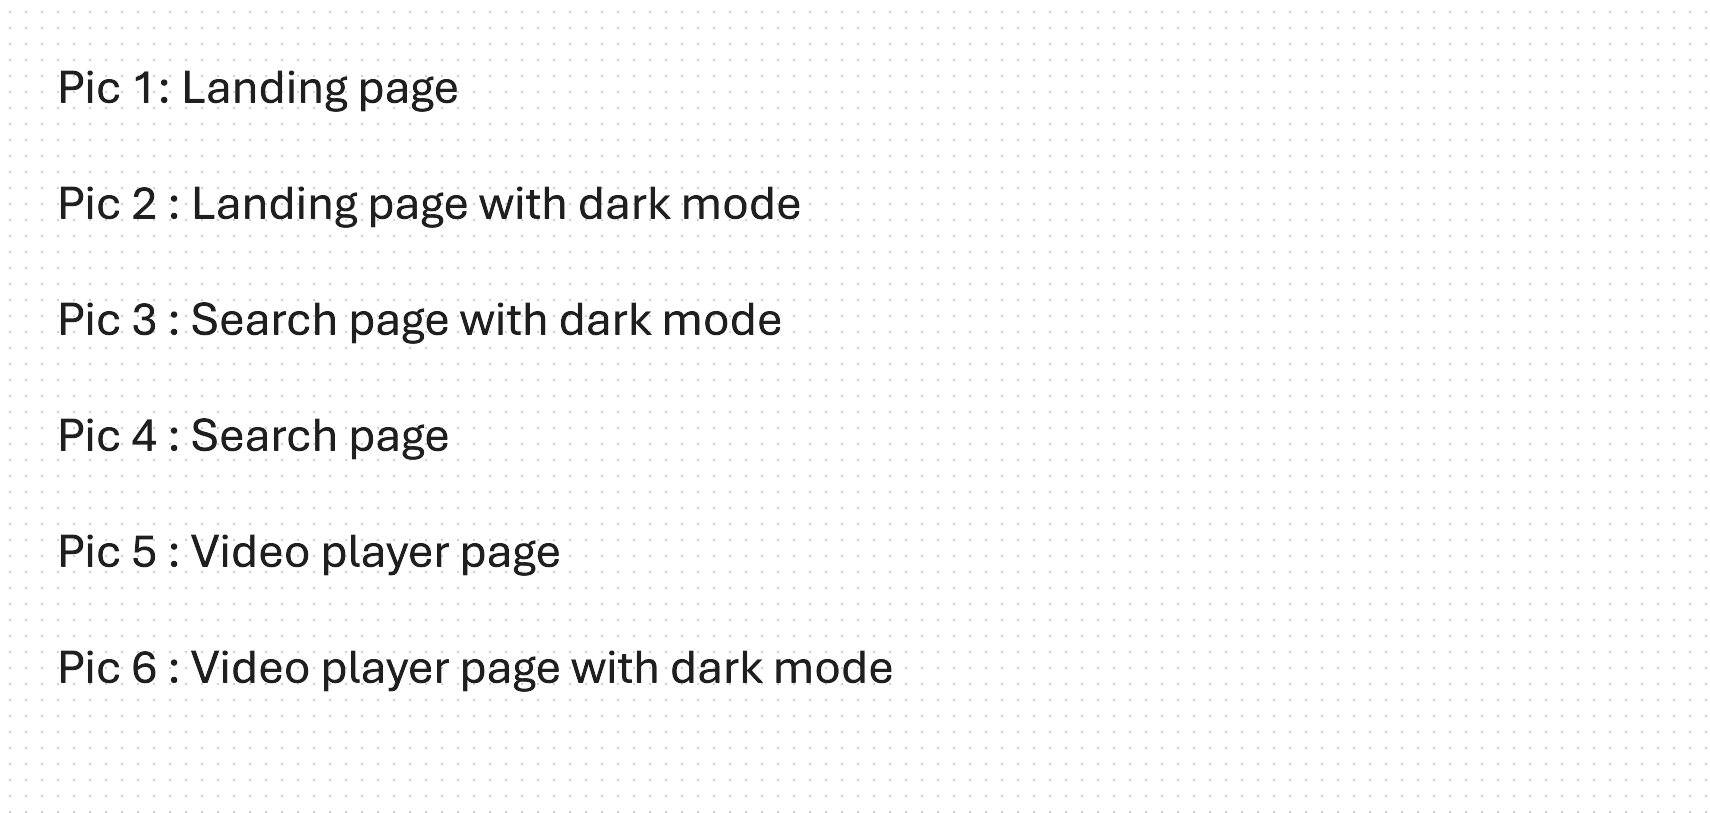 Pic 1: Landing page
Pic 2 : Landing page with dark mode
Pic 3 : Search page with dark mode
Pic 4 : Search page
Pic 5 : Video player page
Pic 6 : Video player page with dark mode